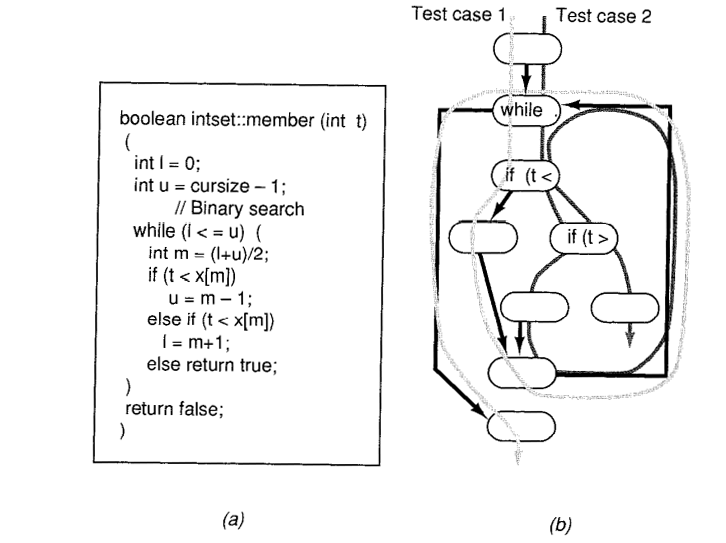 Test case 1
Test case 2
boolean intset::member (int t)
(
int l = 0;
int u = cursize – 1;
// Binary search
while (l < = u) (
int m = (l+u)/2;
if (t < x[m])
u = m – 1;
else if (t < x[m])
l = m+1;
else return true;
)
return false;
)
while .
if (t <
if (t >
(a)
(b)